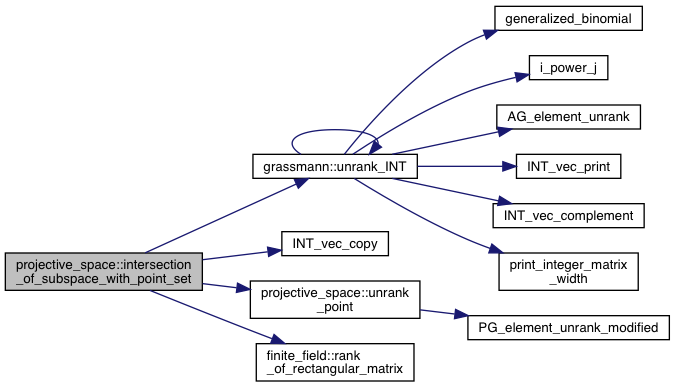 projective_space::intersection
_of_subspace_with_point_set
grassmann::unrank_INT
generalized_binomial
i_power_j
AG_element_unrank
INT_vec_print
INT_vec_complement
print_integer_matrix
_width
INT_vec_copy
projective_space::unrank
_point
PG_element_unrank_modified
finite_field::rank
_of_rectangular_matrix